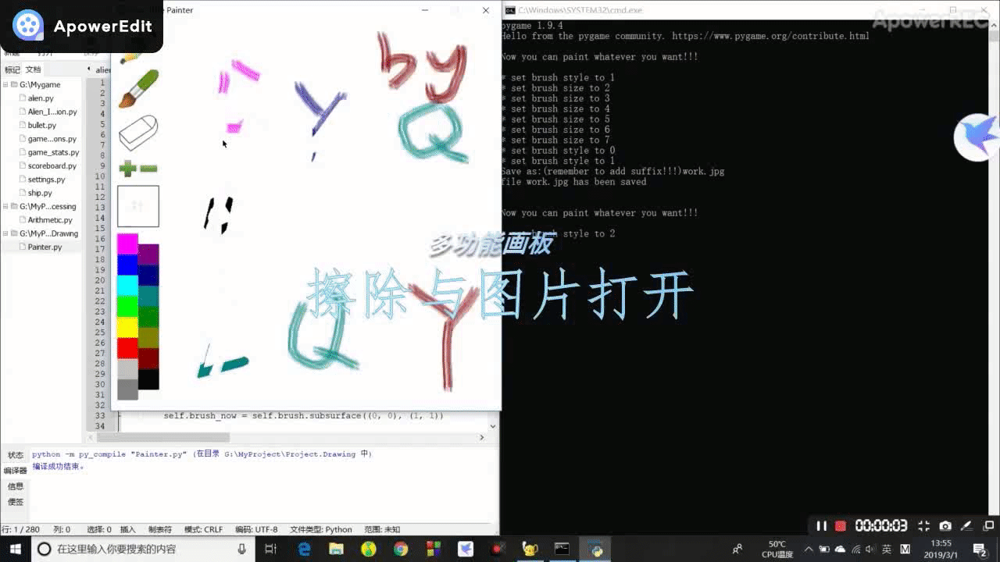 ApowerEdit
Painter
C:\Windows\SYSTEM32\cmd.exe
ApowerREC
pygame 1.9.4
Hello from the pygame community. https://www.pygame.org/contribute.html
Now you can paint whatever you want!!!
* set brush style to 1
* set brush size to 2
* set brush size to 3
* set brush size to 4
* set brush size to 5
* set brush size to 6
* set brush size to 7
* set brush style to 0
* set brush style to 1
Save as:(remember to add suffix!!!)work.jpg
file work.jpg has been saved
Now you can paint whatever you want!!!
brush style to 2
标记 文档
G:\Mygame
alien.py
Alien_I...ion.py
bullet.py
game...ons.py
game_stats.py
scoreboard.py
settings.py
ship.py
G:\MyP...cessing
Arithmetic.py
G:\MyP...Drawing
Painter.py
alien
1
2
3
4
5
6
7
8
9
10
11
12
13
14
15
16
17
18
19
20
21
22
23
24
25
26
27
28
29
30
31
32
33
34
by
Y
Q
Q
Y
多功能画板
擦除与图片打开
self.brush_now = self.brush.subsurface((0, 0), (1, 1))
状态
编译器
信息
便签
python -m py_compile "Painter.py" (在目录 G:\MyProject\Project.Drawing 中)
编译成功结束。
行: 1 / 280 列: 0 选择: 0 插入 制表符 模式: CRLF 编码: UTF-8 文件类型: Python 范围: 未知
00:00:03
在这里输入你要搜索的内容
50℃
CPU温度
英
M
13:55
2019/3/1
2